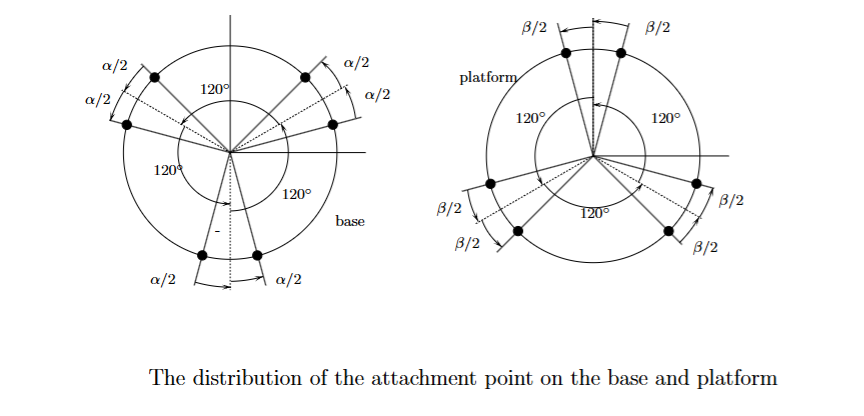 β/2 β/2
α/2 α/2
platform
α/2 120° α/2
120° 120°
120° 120°
β/2 β/2
120°
base
β/2 β/2
α/2 α/2
The distribution of the attachment point on the base and platform